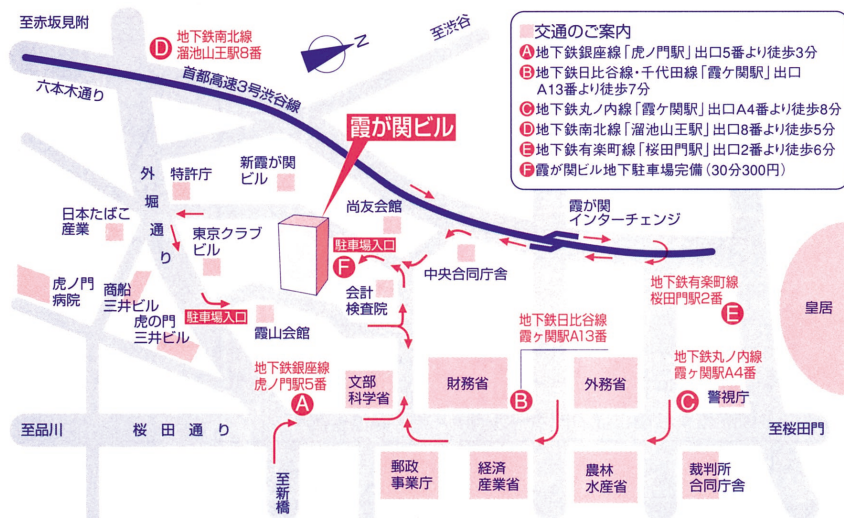 至赤坂見附
地下鉄南北線
D 溜池山王駅8番
至渋谷
N
首都高速3号渋谷線
六本木通り
交通のご案内
A 地下鉄銀座線「虎ノ門駅」出口5番より徒歩3分
B 地下鉄日比谷線・千代田線「霞ケ関駅」出口
A13番より徒歩7分
C 地下鉄丸ノ内線「霞ケ関駅」出口A4番より徒歩8分
D 地下鉄南北線「溜池山王駅」出口8番より徒歩5分
E 地下鉄有楽町線「桜田門駅」出口2番より徒歩6分
F 霞が関ビル地下駐車場完備(30分300円)
霞が関ビル
外堀通り
特許庁
新霞が関
ビル
日本たばこ
産業
東京クラブ
ビル
尚友会館
駐車場入口
F
霞が関
インターチェンジ
中央合同庁舎
虎ノ門
病院
商船
三井ビル
虎の門
三井ビル
駐車場入口
霞山会館
会計
検査院
地下鉄有楽町線
桜田門駅2番
E
皇居
地下鉄日比谷線
霞ヶ関駅A13番
地下鉄丸ノ内線
霞ヶ関駅A4番
地下鉄銀座線
虎ノ門駅5番
A
文部
科学省
財務省
B
外務省
C
警視庁
至品川
桜田通り
至桜田門
至新橋
郵政
事業庁
経済
産業省
農林
水産省
裁判所
合同庁舎